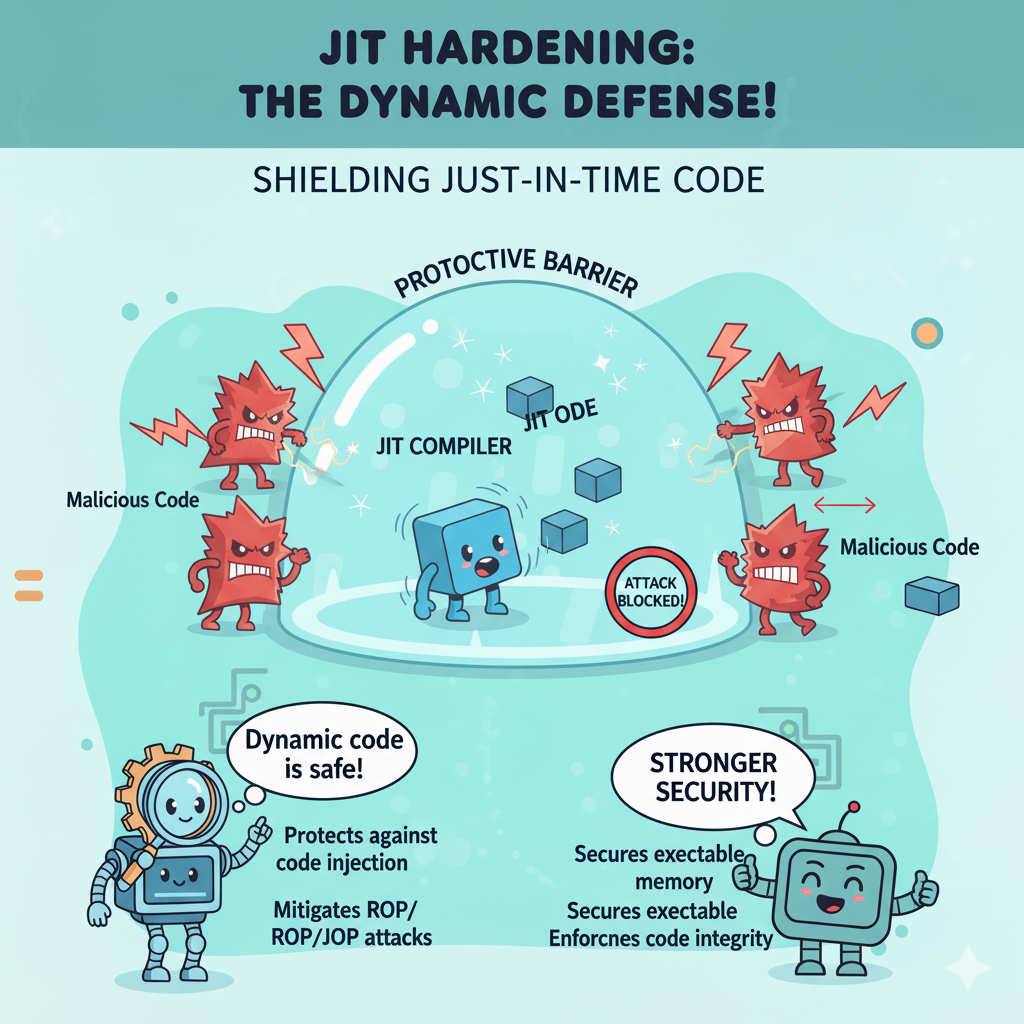 JIT HARDENING:
THE DYNAMIC DEFENSE!
SHIELDING JUST-IN-TIME CODE
PROTOCTIVE BARRIER
JIT ODE
JIT COMPILER
Malicious Code
Malicious Code
ATTACK
BLOCKED!
Dynamic code
is safe!
Protects against
code injection
Mitigates ROP/
ROP/JOP attacks
STRONGER
SECURITY!
Secures exectable
memory
Secures exectable
Enforcnes code integrity